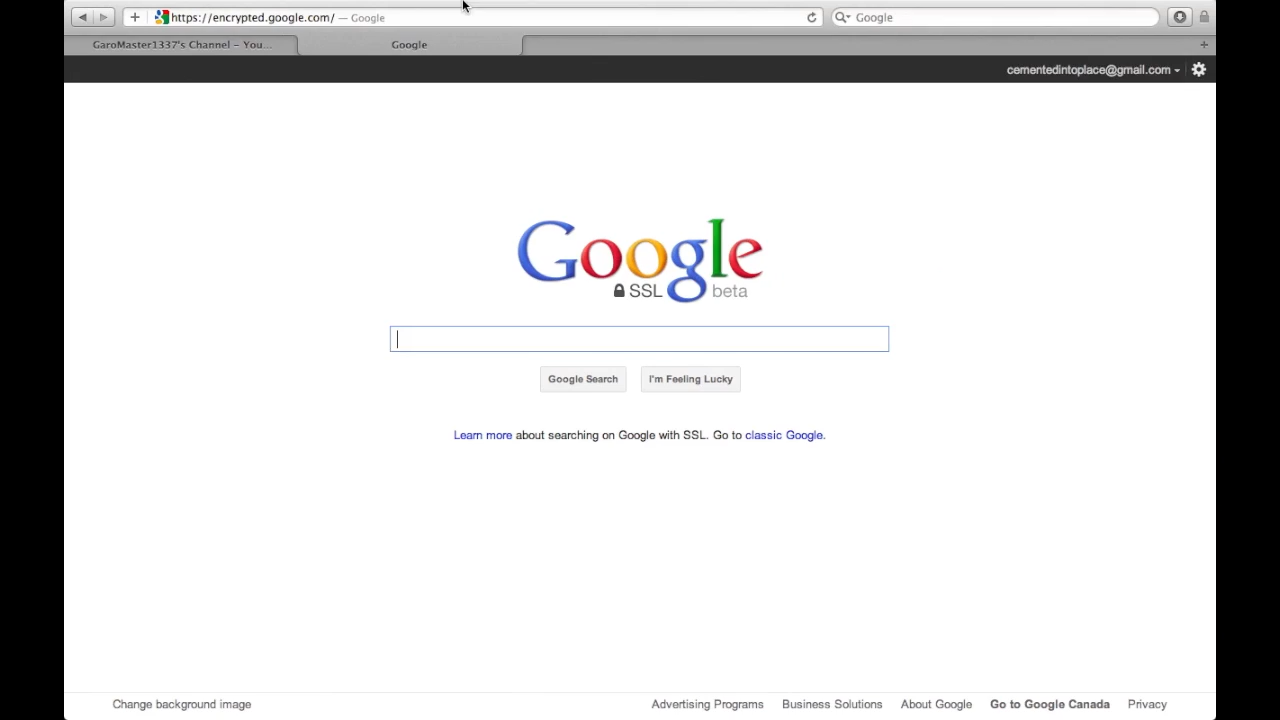 https://encrypted.google.com/ — Google
Google
GaroMaster1337's Channel – You...
Google
cementedintoplace@gmail.com
Google
SSL beta
Google Search
I'm Feeling Lucky
Learn more about searching on Google with SSL. Go to classic Google.
Change background image
Advertising Programs
Business Solutions
About Google
Go to Google Canada
Privacy